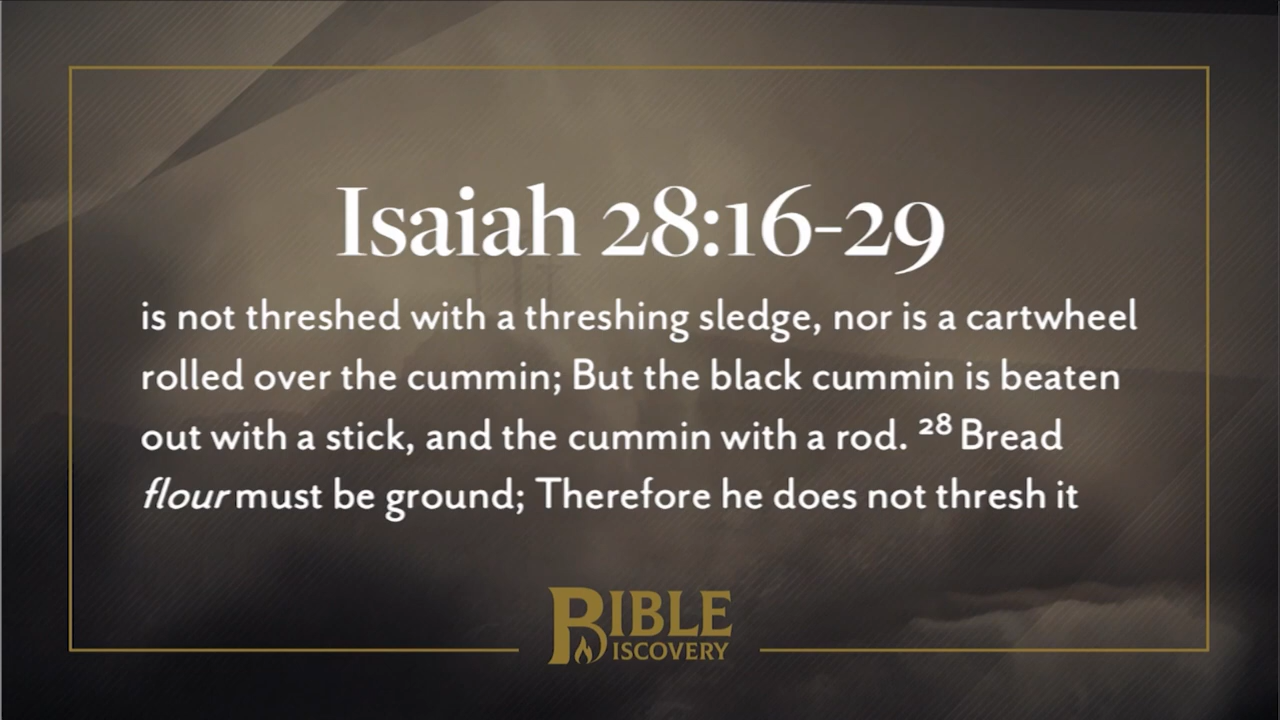 Isaiah 28:16-29
is not threshed with a threshing sledge, nor is a cartwheel
rolled over the cummin; But the black cummin is beaten
out with a stick, and the cummin with a rod. 28 Bread
flour must be ground; Therefore he does not thresh it
BIBLE
DISCOVERY